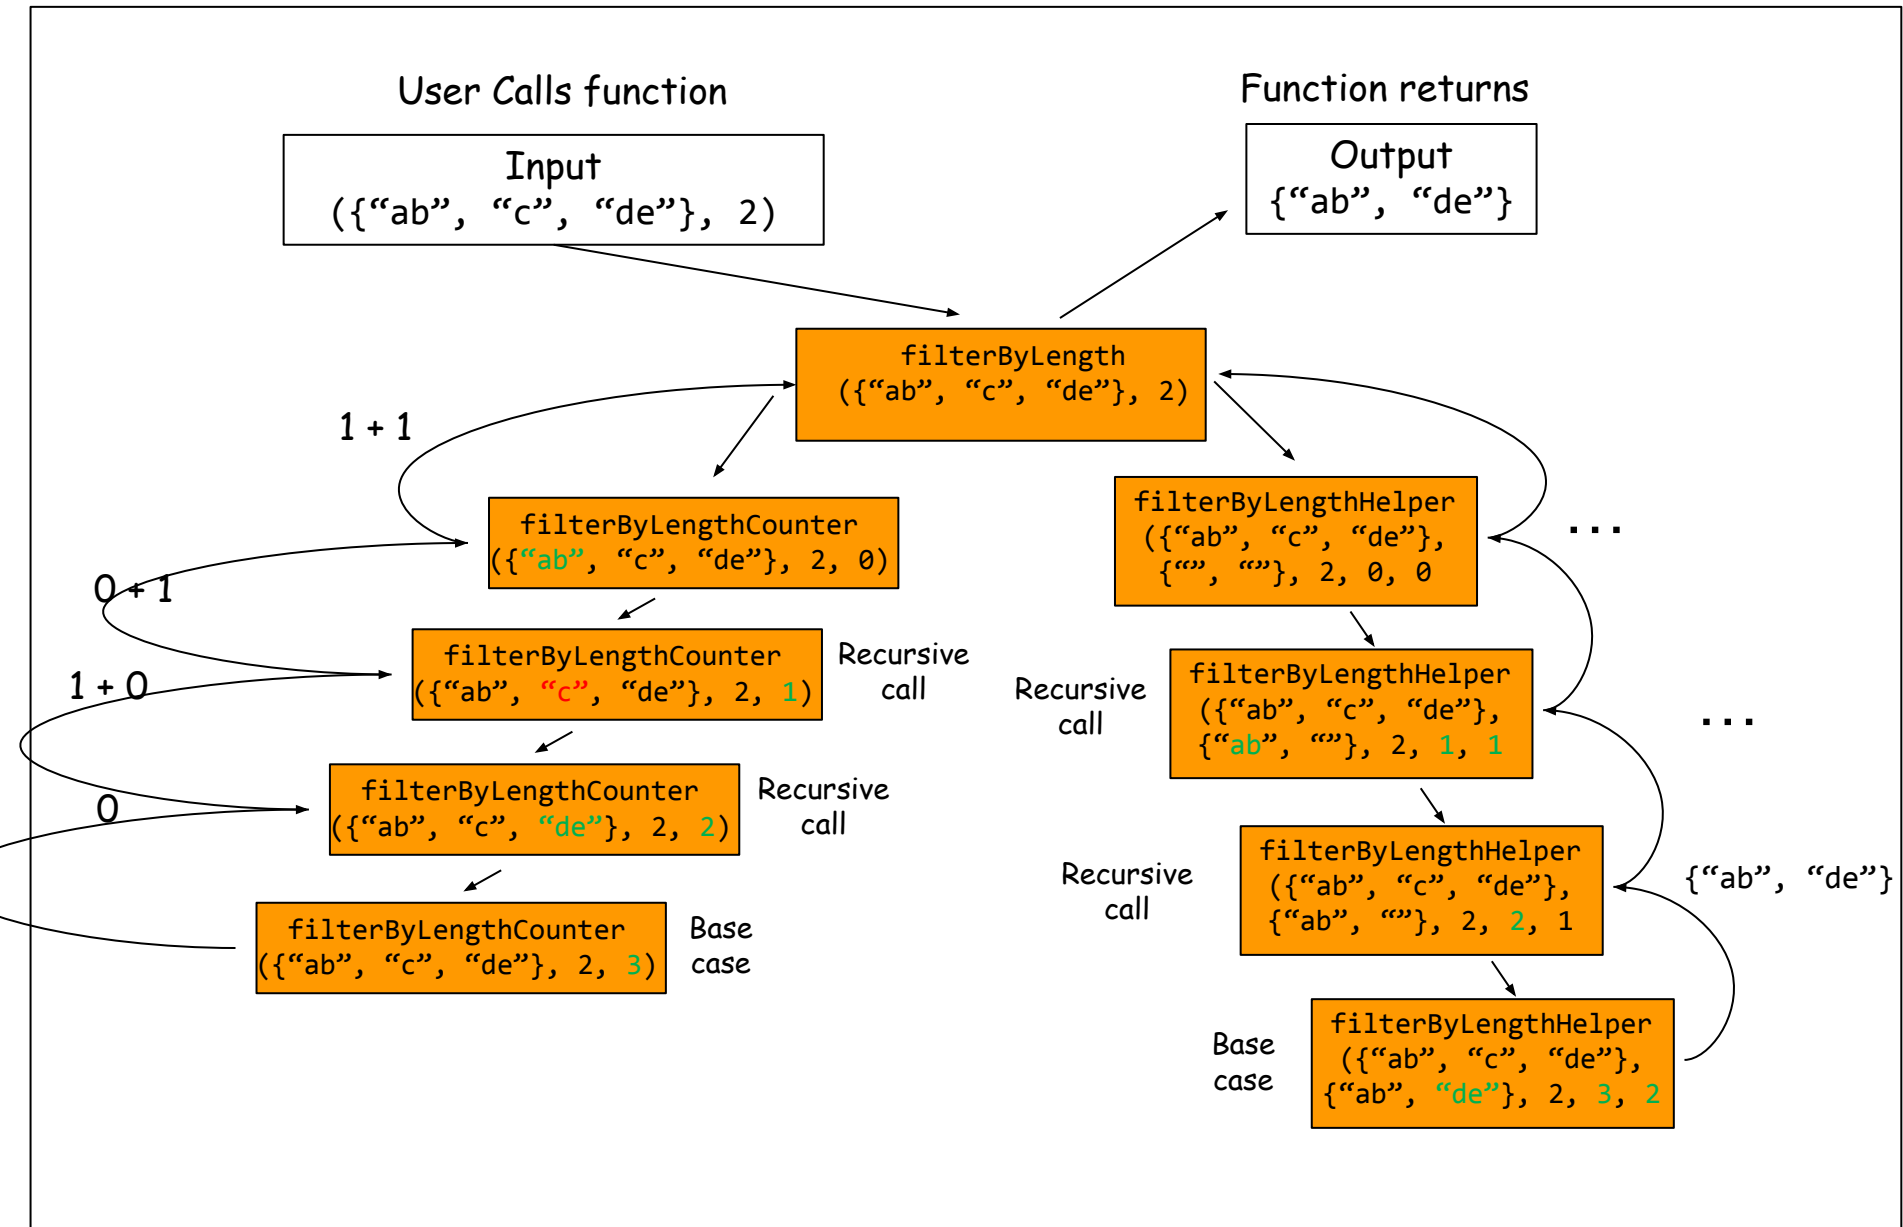 User Calls function
Input
({“ab”, “c”, “de”}, 2)
Function returns
Output
{“ab”, “de”}
filterByLength
({“ab”, “c”, “de”}, 2)
1 + 1
filterByLengthCounter
({“ab”, “c”, “de”}, 2, 0)
0 + 1
filterByLengthCounter
({“ab”, “c”, “de”}, 2, 1)
Recursive
call
1 + 0
filterByLengthCounter
({“ab”, “c”, “de”}, 2, 2)
Recursive
call
0
filterByLengthCounter
({“ab”, “c”, “de”}, 2, 3)
Base
case
filterByLengthHelper
({“ab”, “c”, “de”},
{“”, “”}, 2, 0, 0
...
Recursive
call
filterByLengthHelper
({“ab”, “c”, “de”},
{“ab”, “”}, 2, 1, 1
...
Recursive
call
filterByLengthHelper
({“ab”, “c”, “de”},
{“ab”, “”}, 2, 2, 1
{“ab”, “de”}
Base
case
filterByLengthHelper
({“ab”, “c”, “de”},
{“ab”, “de”}, 2, 3, 2